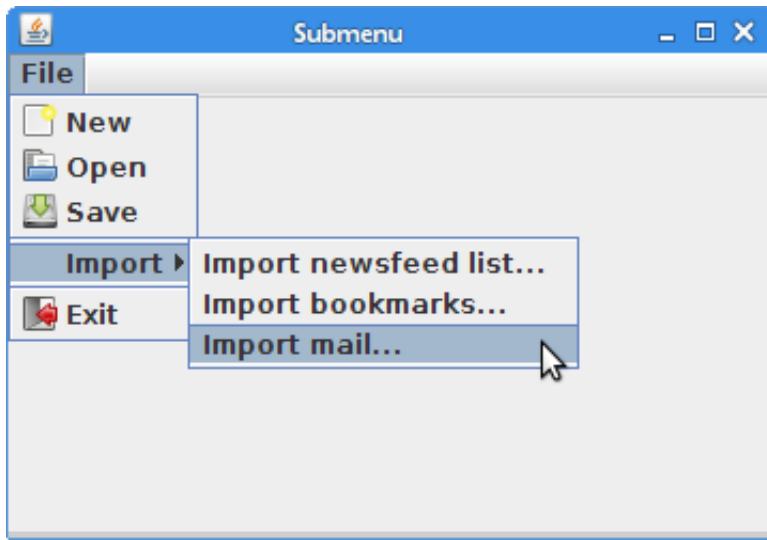 Submenu
File
New
Open
Save
Import
Import newsfeed list...
Import bookmarks...
Import mail...
Exit